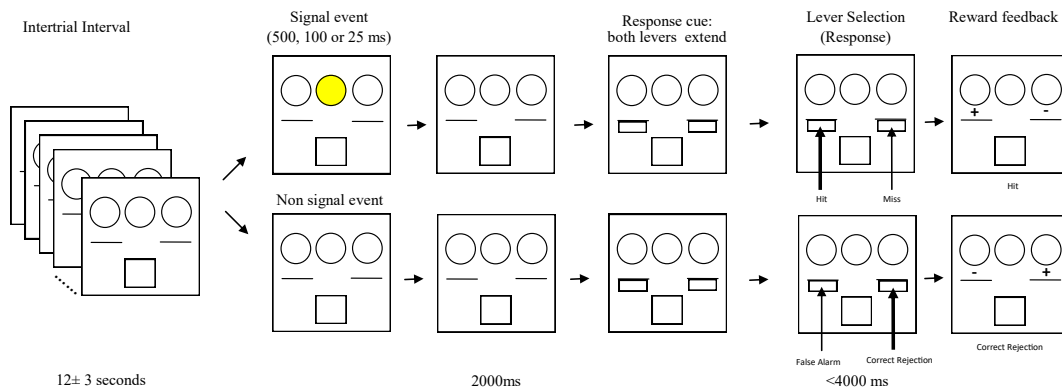 Intertrial Interval
Signal event
(500, 100 or 25 ms)
Response cue:
both levers extend
Lever Selection
(Response)
Reward feedback
+
-
Hit
Miss
Hit
Non signal event
-
+
False Alarm
Correct Rejection
Correct Rejection
12± 3 seconds
2000ms
<4000 ms